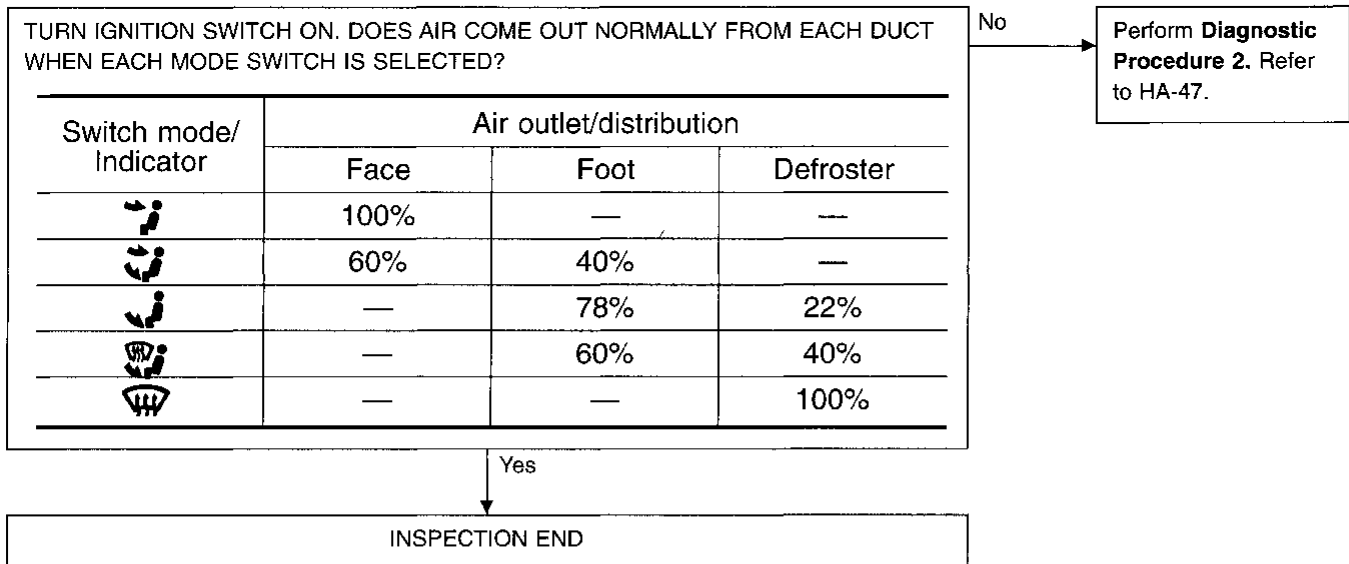 TURN IGNITION SWITCH ON. DOES AIR COME OUT NORMALLY FROM EACH DUCT
WHEN EACH MODE SWITCH IS SELECTED?
No
Perform Diagnostic
Procedure 2. Refer
to HA-47.
Switch mode/
Indicator
Air outlet/distribution
Face Foot Defroster
100% — —
60% 40% —
— 78% 22%
— 60% 40%
— — 100%
Yes
INSPECTION END